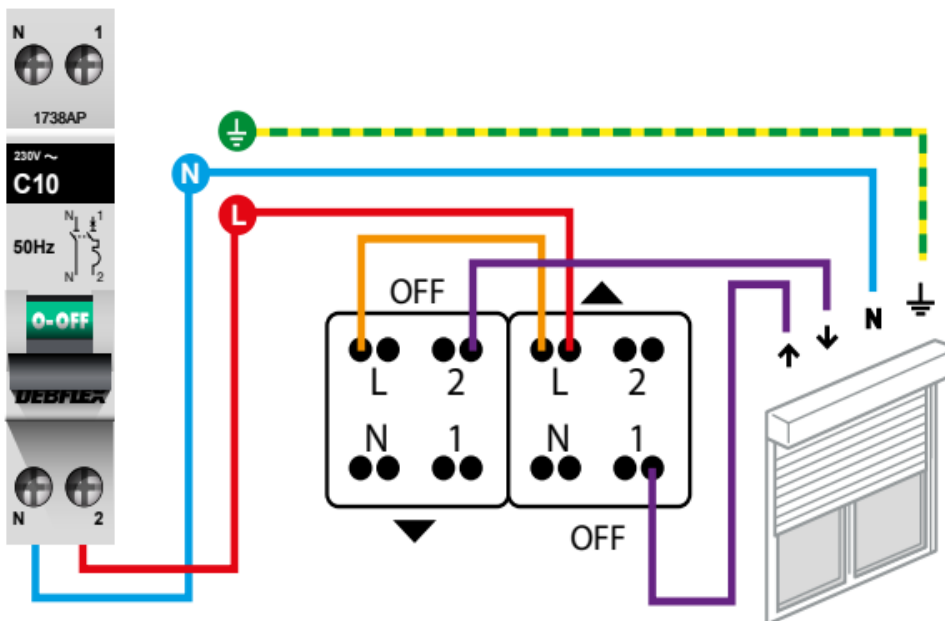 N 1
1738AP
230V ~
C10
50Hz
N 1
N 2
O-OFF
DEBFLEX
N 2
N
L
OFF
L 2
N 1
L 2
N 1
OFF
N